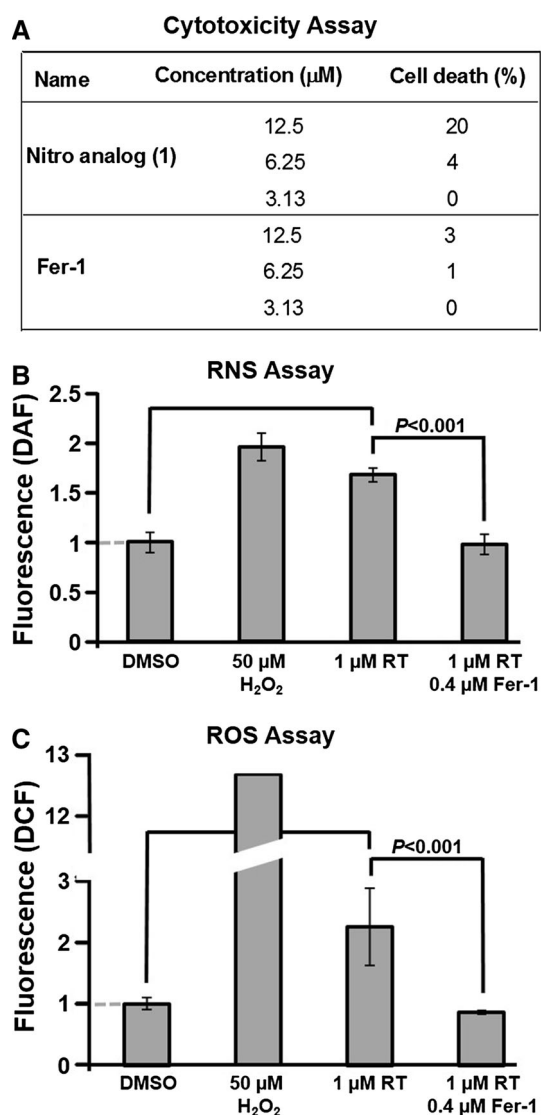 A
Cytotoxicity Assay
Name Concentration (µM) Cell death (%)
Nitro analog (1)
12.5 20
6.25 4
3.13 0
Fer-1
12.5 3
6.25 1
3.13 0
B
RNS Assay
Fluorescence (DAF)
2.5
2
1.5
1
0.5
0
P<0.001
DMSO 50 µM 1 µM RT 1 µM RT
H₂O₂ 0.4 µM Fer-1
C
ROS Assay
Fluorescence (DCF)
13
12
3
2
1
0
P<0.001
DMSO 50 µM 1 µM RT 1 µM RT
H₂O₂ 0.4 µM Fer-1